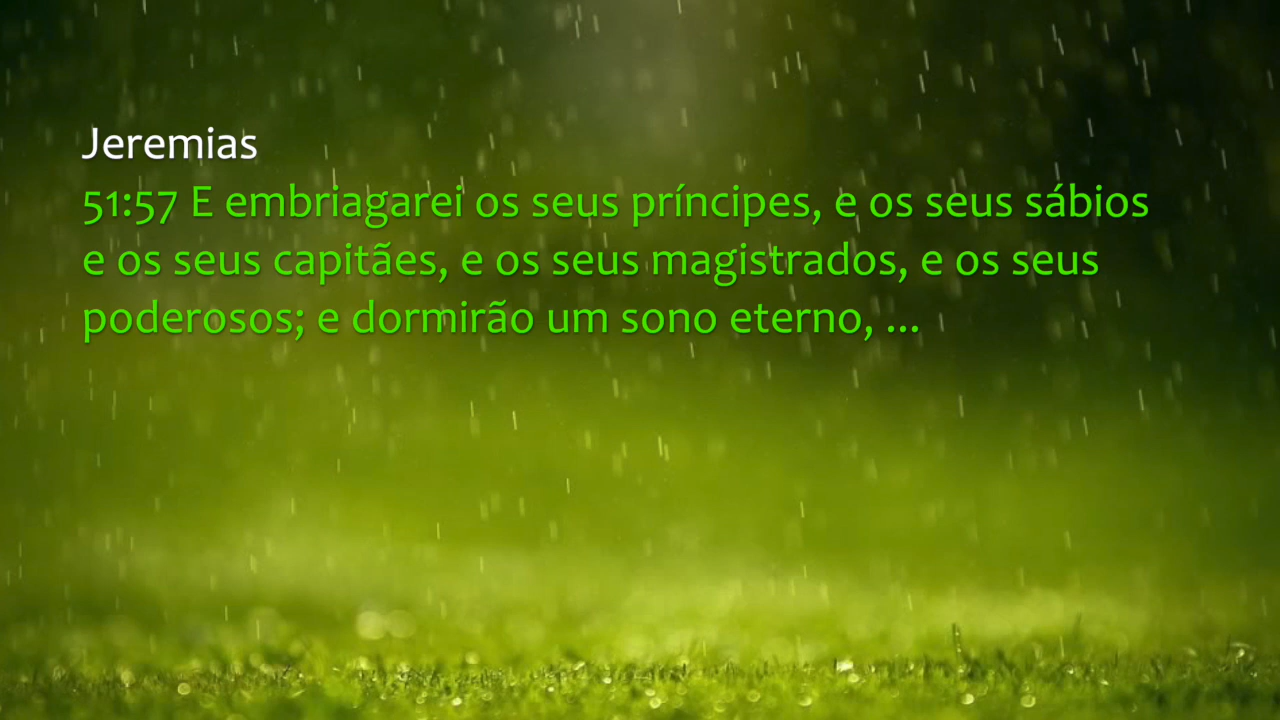 Jeremias
51:57 E embriagarei os seus príncipes, e os seus sábios
e os seus capitães, e os seus magistrados, e os seus
poderosos; e dormirão um sono eterno, ...